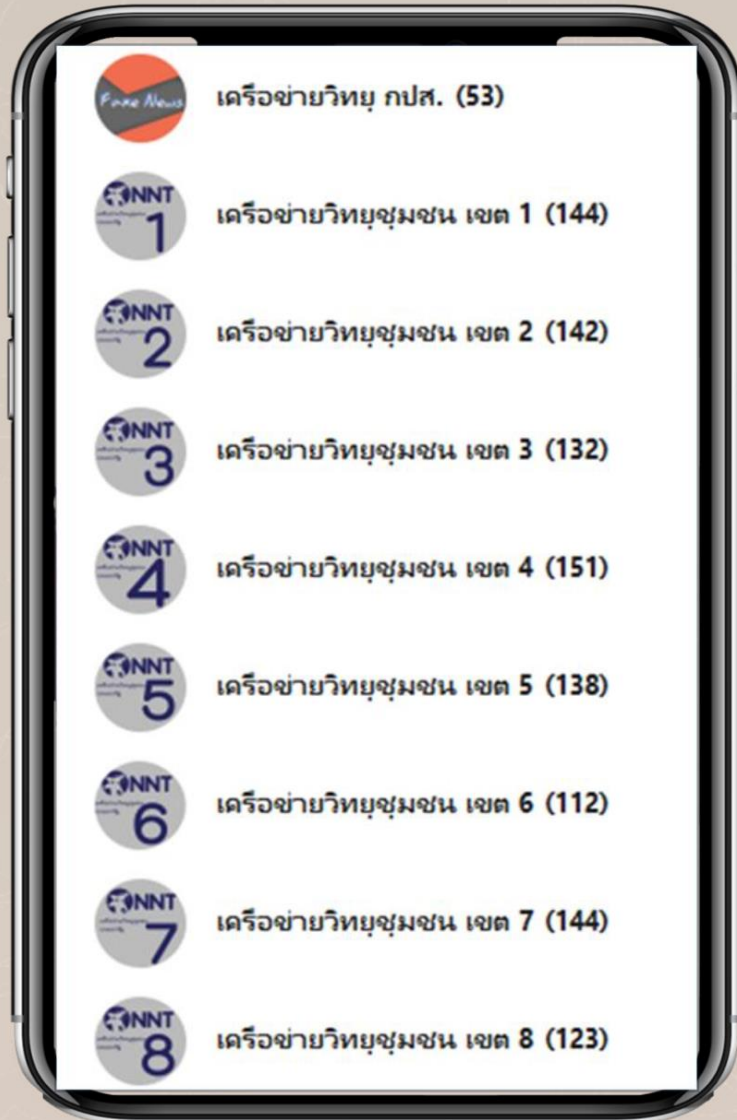 Fake News
เครือข่ายวิทยุ กปส. (53)
NNT
1
เครือข่ายวิทยุชุมชน เขต 1 (144)
NNT
2
เครือข่ายวิทยุชุมชน เขต 2 (142)
NNT
3
เครือข่ายวิทยุชุมชน เขต 3 (132)
NNT
4
เครือข่ายวิทยุชุมชน เขต 4 (151)
NNT
5
เครือข่ายวิทยุชุมชน เขต 5 (138)
NNT
6
เครือข่ายวิทยุชุมชน เขต 6 (112)
NNT
7
เครือข่ายวิทยุชุมชน เขต 7 (144)
NNT
8
เครือข่ายวิทยุชุมชน เขต 8 (123)